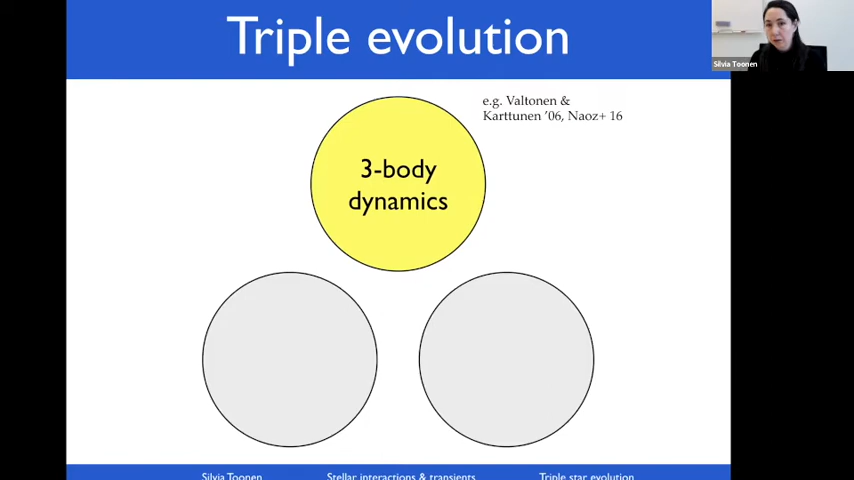 Triple evolution
Silvia Toonen
e.g. Valtonen &
Karttunen '06, Naoz+ 16
3-body
dynamics
Silvia Toonen
Stellar interactions & transients
Triple star evolution